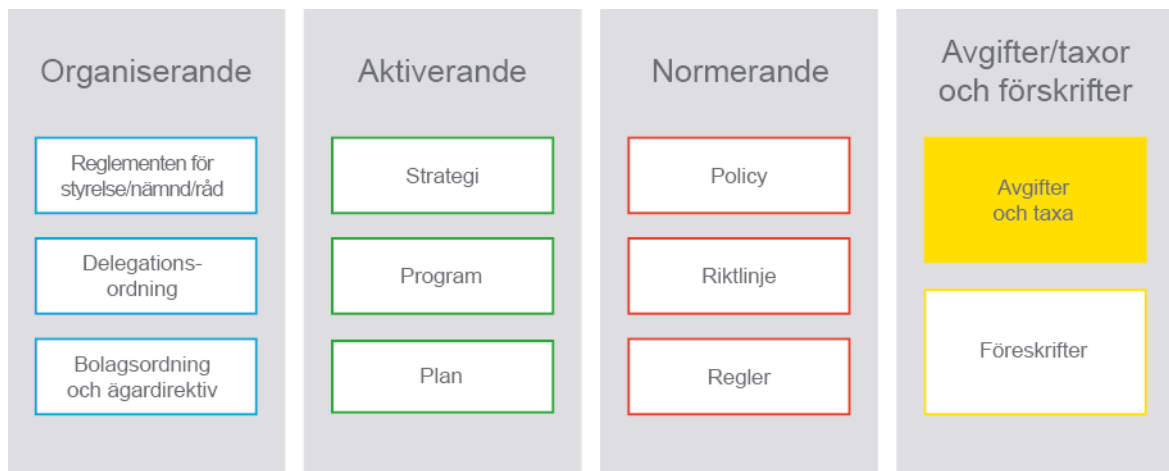 Organiserande
Reglementen för
styrelse/nämnd/råd
Delegations-
ordning
Bolagsordning
och ägardirektiv
Aktiverande
Strategi
Program
Plan
Normerande
Policy
Riktlinje
Regler
Avgifter/taxor
och förskrifter
Avgifter
och taxa
Föreskrifter